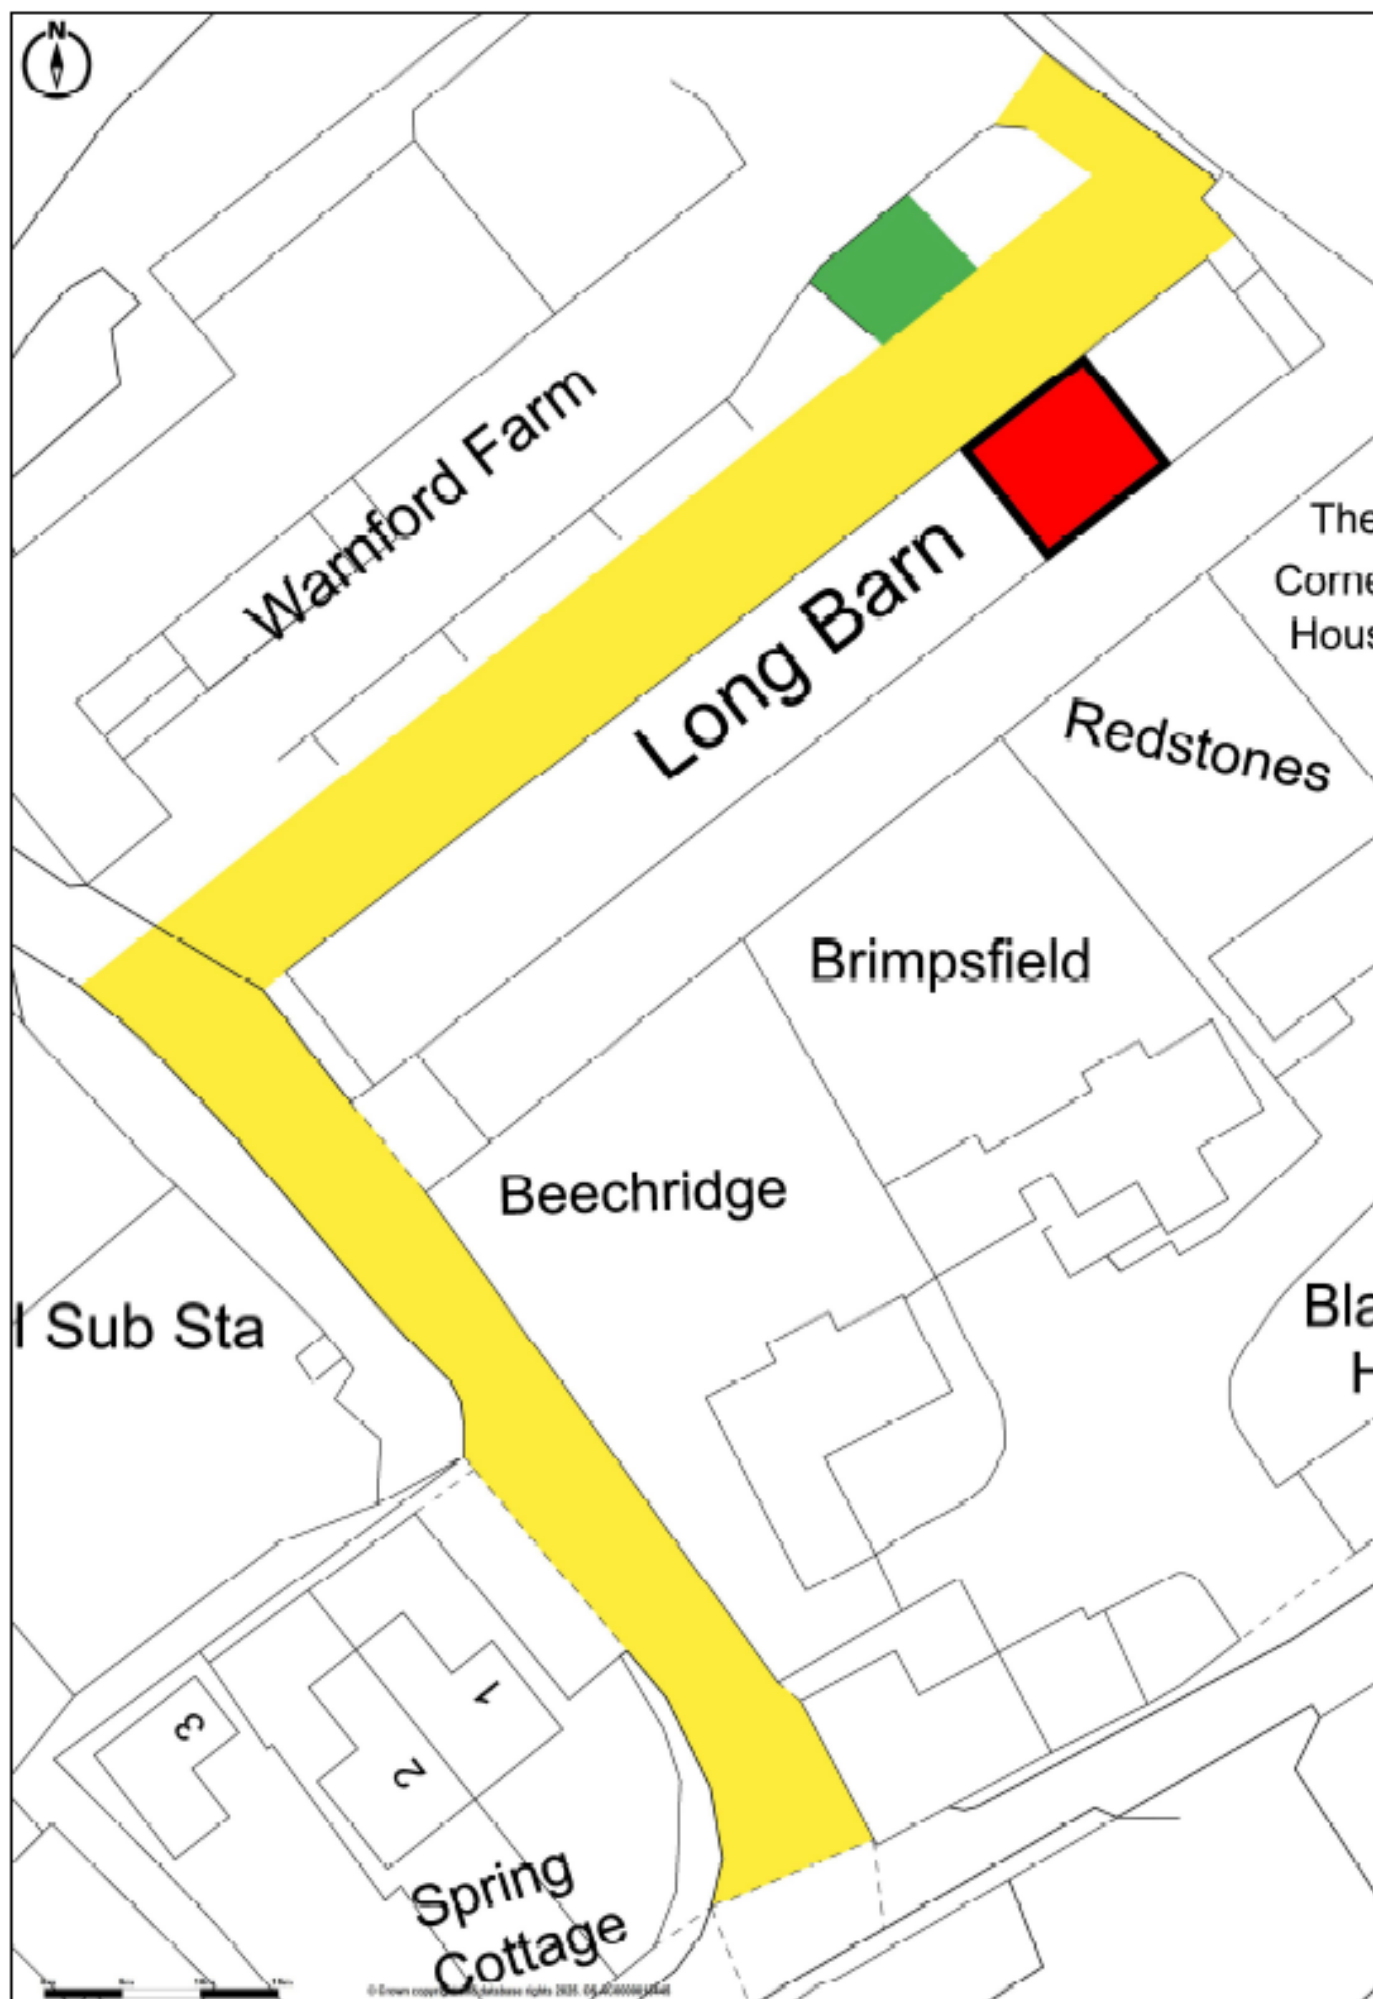 N
Warnford Farm
Long Barn
The
Corne
Hous
Redstones
Brimpsfield
Beechridge
l Sub Sta
Bla
H
1
2
3
Spring
Cottage